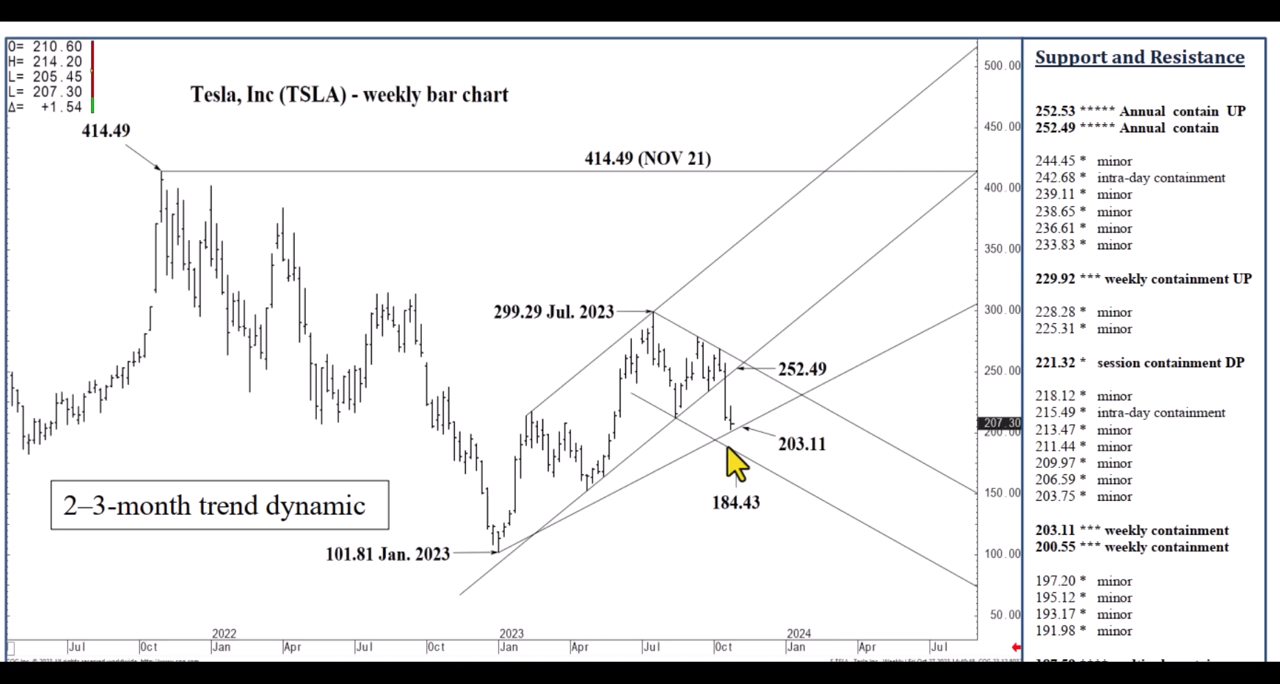 O= 210.60
H= 214.20
L= 205.45
L= 207.30
Δ= +1.54
Tesla, Inc (TSLA) - weekly bar chart
414.49
414.49 (NOV 21)
299.29 Jul. 2023
252.49
203.11
184.43
101.81 Jan. 2023
2–3-month trend dynamic
500.00
450.00
400.00
350.00
300.00
250.00
207.30
200.00
150.00
100.00
50.00
2022
2023
2024
Jul
Oct
Jan
Apr
Jul
Oct
Jan
Apr
Jul
Oct
Jan
Apr
Jul
Support and Resistance
252.53 ***** Annual contain UP
252.49 ***** Annual contain
244.45 * minor
242.68 * intra-day containment
239.11 * minor
238.65 * minor
236.61 * minor
233.83 * minor
229.92 *** weekly containment UP
228.28 * minor
225.31 * minor
221.32 * session containment DP
218.12 * minor
215.49 * intra-day containment
213.47 * minor
211.44 * minor
209.97 * minor
206.59 * minor
203.75 * minor
203.11 *** weekly containment
200.55 *** weekly containment
197.20 * minor
195.12 * minor
193.17 * minor
191.98 * minor